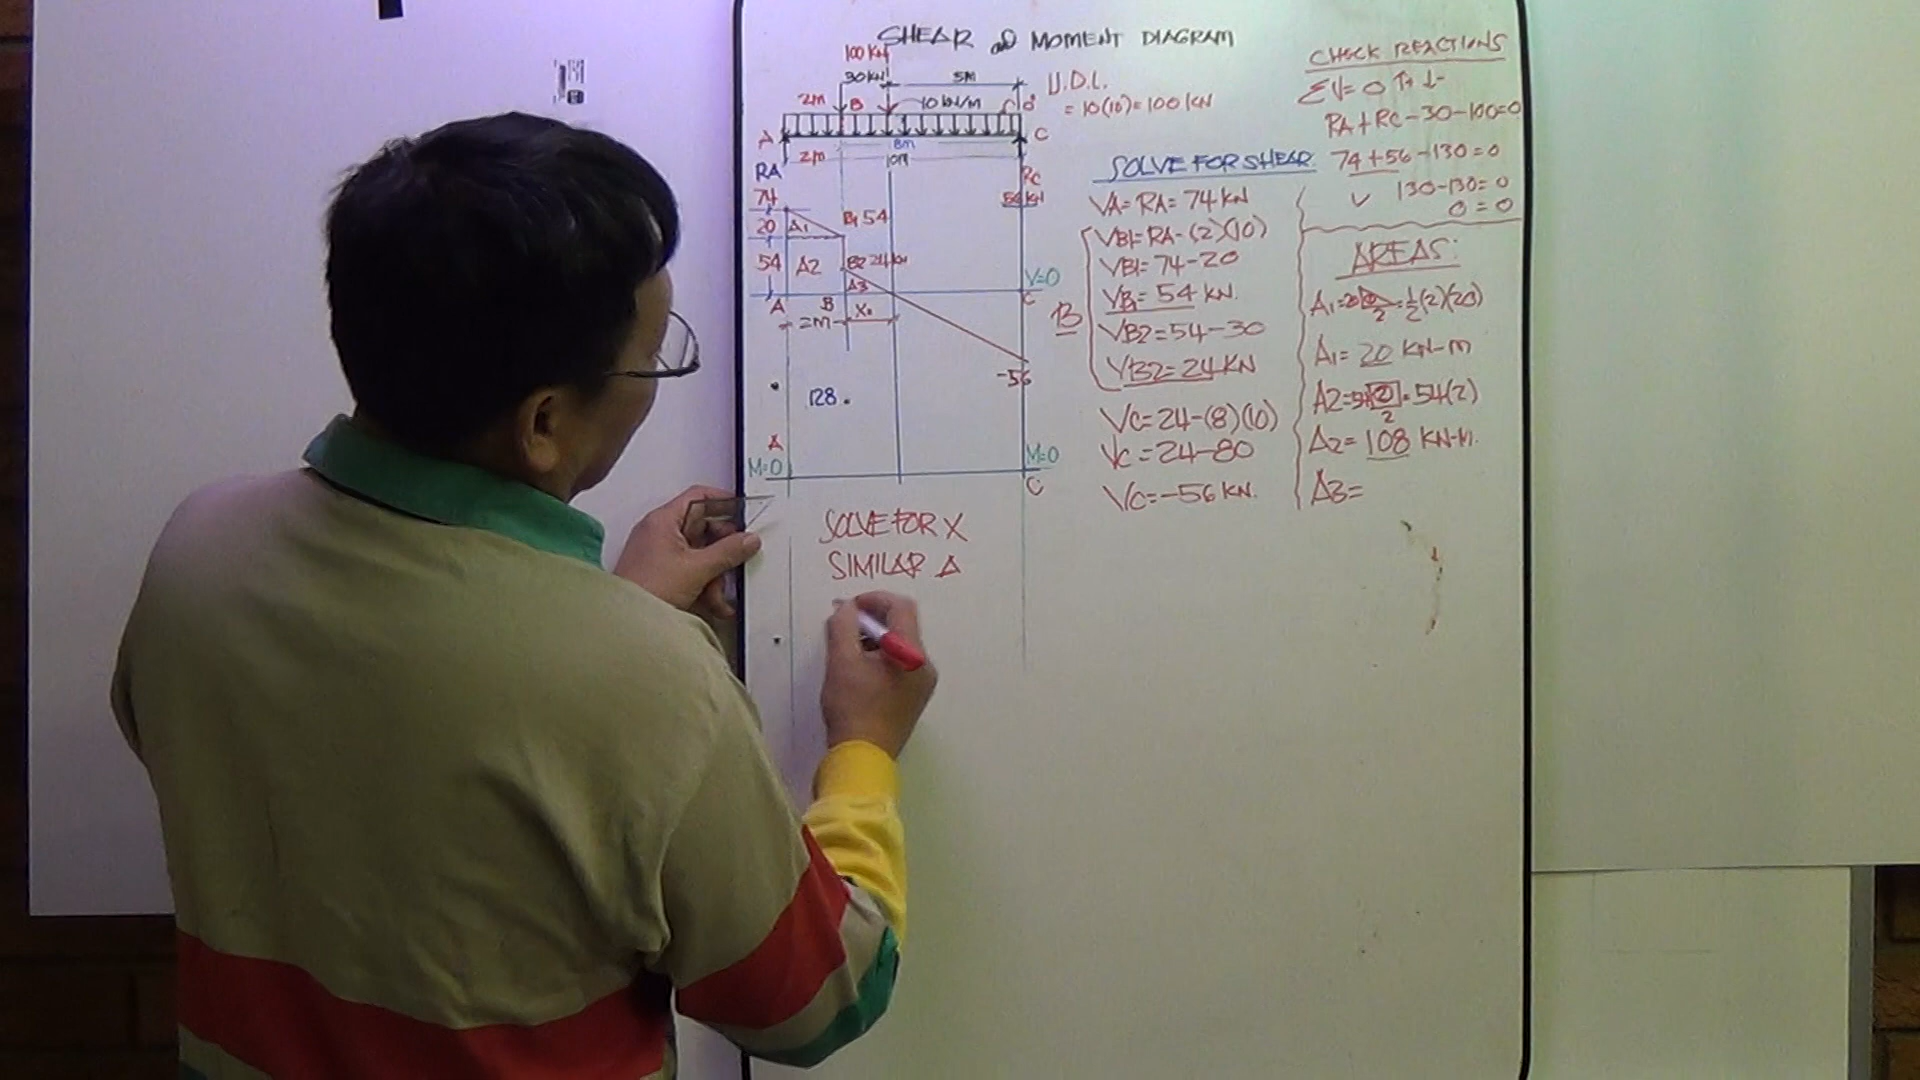 SHEAR & MOMENT DIAGRAM
100 KN
30 KN
5M
2M
B
10 KN/M
A
C
2M
8M
10M
RA
RC
74
56 KN
20
A1
B1 54
54
A2
B2 24 KN
A3
V=0
A
B
C
2M
X
-56
128
A
M=0
M=0
C
SOLVE FOR X
SIMILAR Δ
U.D.L.
= 10(10)= 100 KN
SOLVE FOR SHEAR
VA= RA= 74 KN
VB1= RA-(2)(10)
VB1= 74-20
VB1= 54 KN.
B
VB2= 54-30
VB2= 24 KN
VC= 24-(8)(10)
VC= 24-80
VC= -56 KN.
CHECK REACTIONS
ΣV= 0 ↑+ ↓-
RA+RC-30-100=0
74+56-130=0
130-130=0
0=0
AREAS:
= ½(2)(20)
A1= 20 KN-M
= 54(2)
A2= 108 KN-M.
A3=